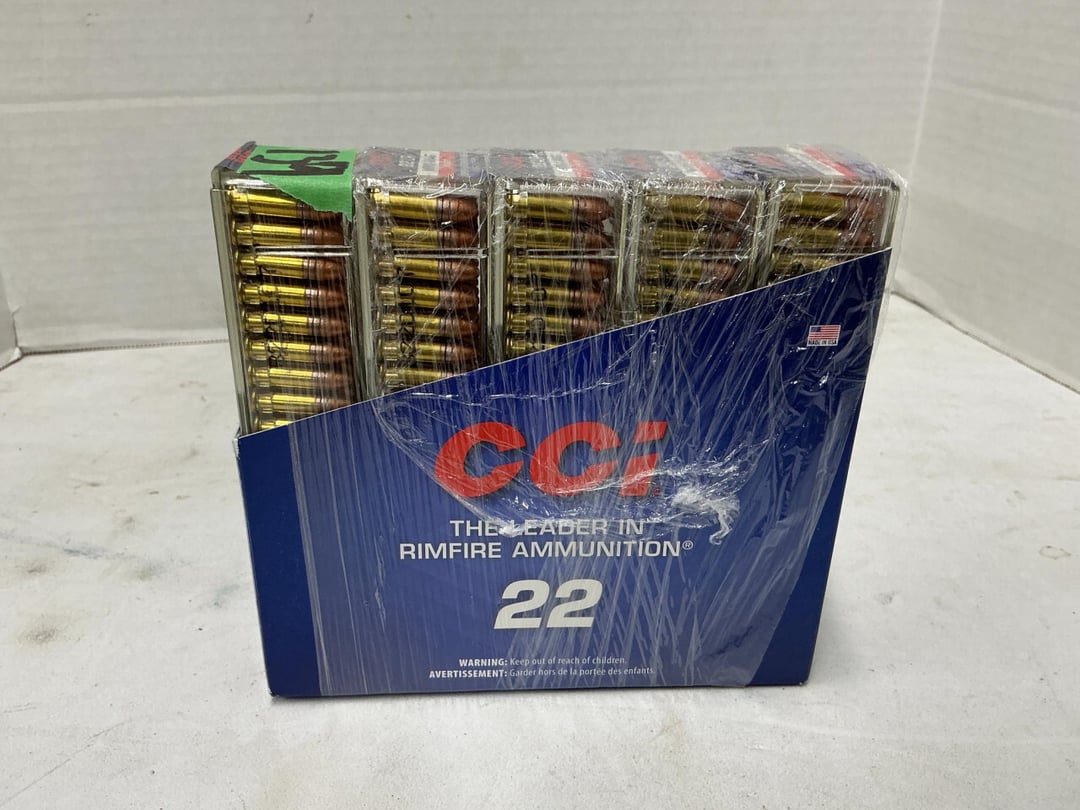 CCI
MADE IN USA
CCI
THE LEADER IN
RIMFIRE AMMUNITION®
22
WARNING: Keep out of reach of children.
AVERTISSEMENT: Garder hors de la portée des enfants.